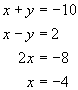 x + y = −10
x − y = 2
2x = −8
x = −4